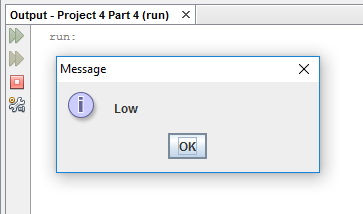 Output - Project 4 Part 4 (run)
run:
Message
Low
OK